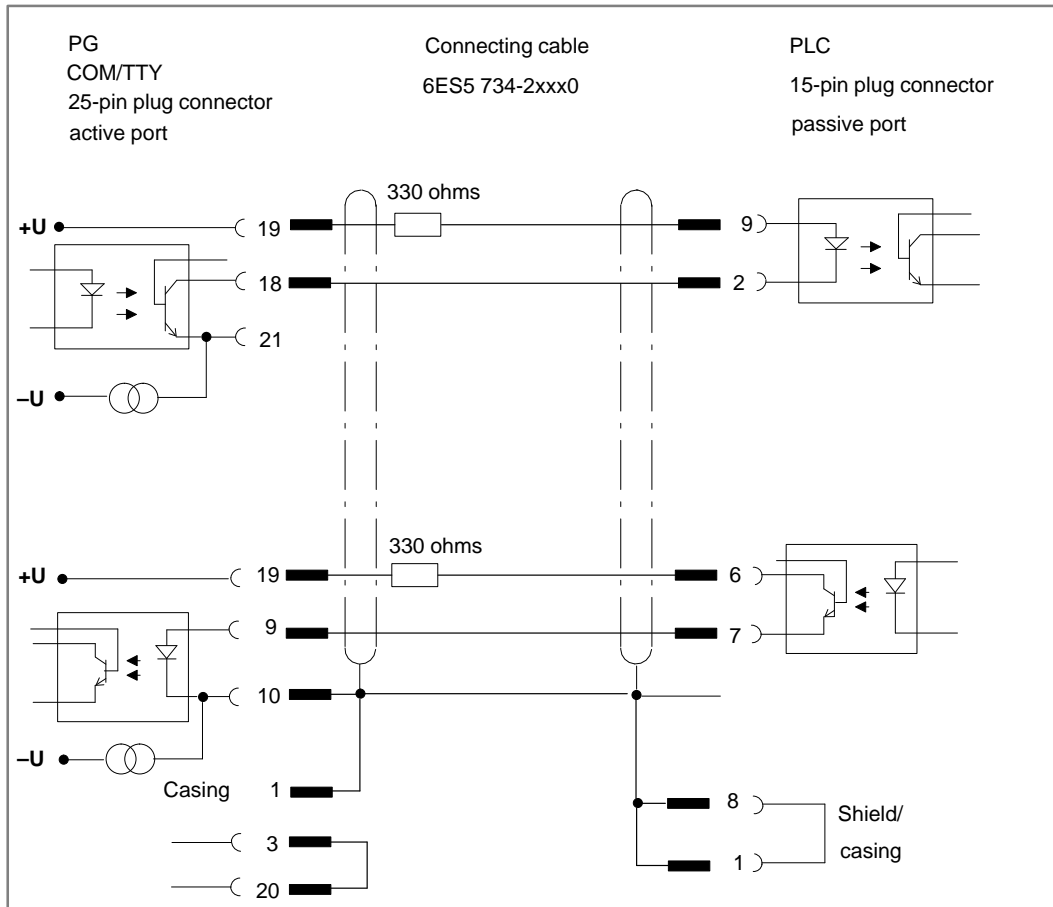 PG
COM/TTY
25-pin plug connector
active port
Connecting cable
6ES5 734-2xxx0
PLC
15-pin plug connector
passive port
330 ohms
+U
19
9
18
2
21
–U
330 ohms
+U
19
6
9
7
10
–U
Casing
1
8
Shield/
casing
3
1
20